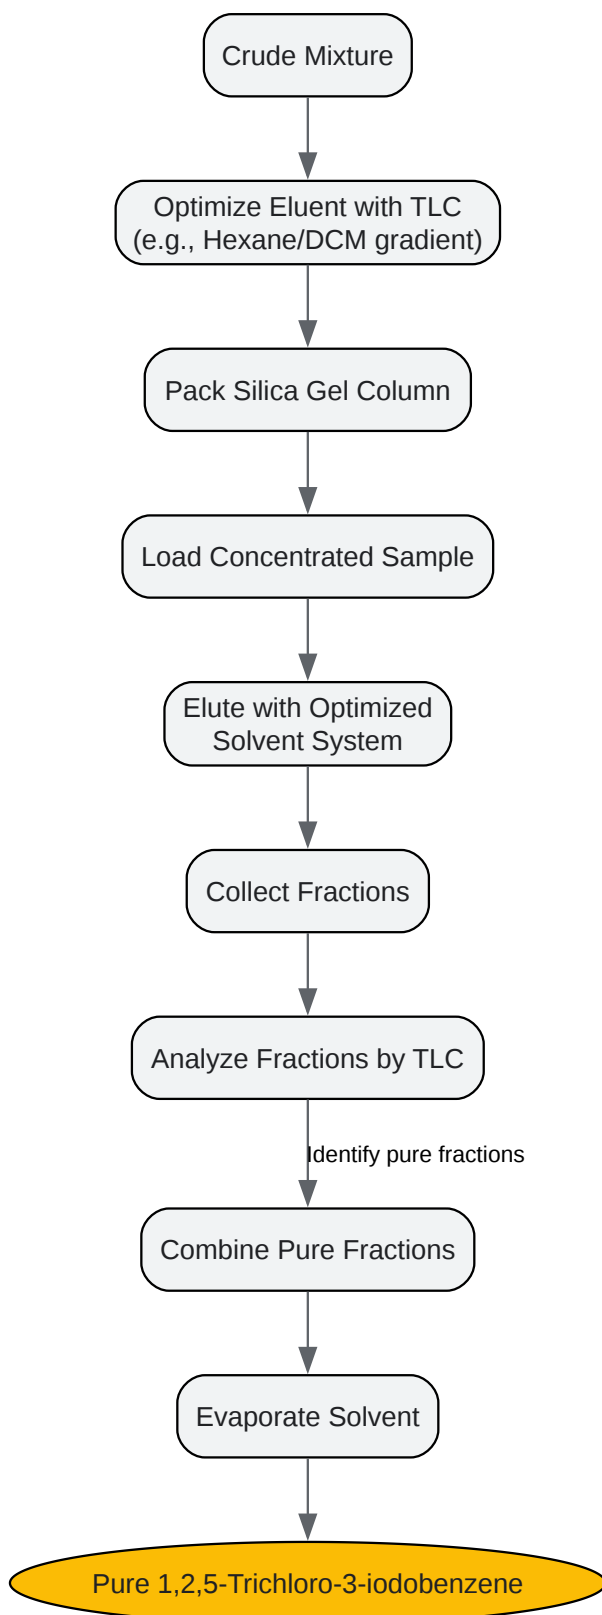 Crude Mixture
Optimize Eluent with TLC
(e.g., Hexane/DCM gradient)
Pack Silica Gel Column
Load Concentrated Sample
Elute with Optimized
Solvent System
Collect Fractions
Analyze Fractions by TLC
Identify pure fractions
Combine Pure Fractions
Evaporate Solvent
Pure 1,2,5-Trichloro-3-iodobenzene